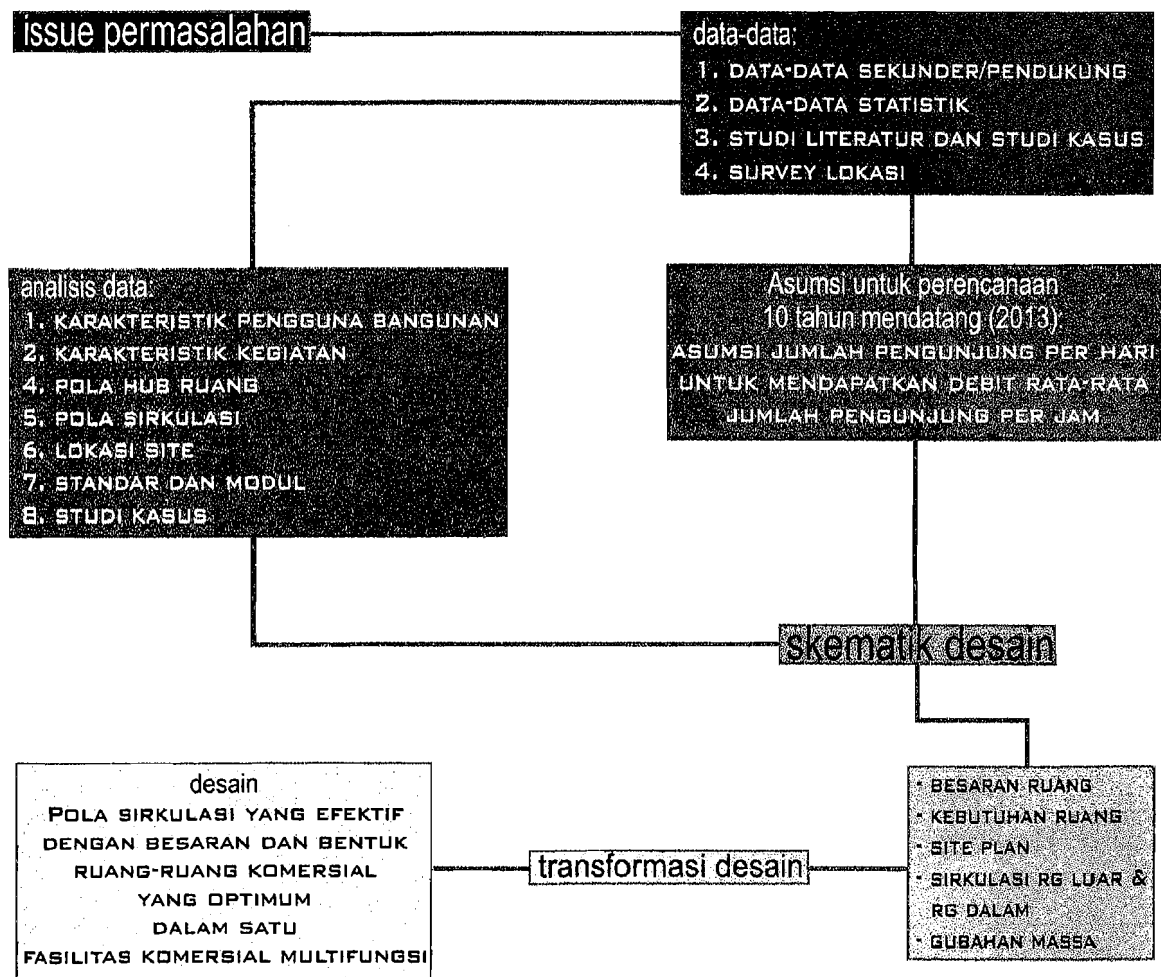 issue permasalahan
data-data:
1. DATA-DATA SEKUNDER/PENDUKUNG
2. DATA-DATA STATISTIK
3. STUDI LITERATUR DAN STUDI KASUS
4. SURVEY LOKASI
analisis data:
1. KARAKTERISTIK PENGGUNA BANGUNAN
2. KARAKTERISTIK KEGIATAN
4. POLA HUB RUANG
5. POLA SIRKULASI
6. LOKASI SITE
7. STANDAR DAN MODUL
8. STUDI KASUS
Asumsi untuk perencanaan
10 tahun mendatang (2013)
ASUMSI JUMLAH PENGUNJUNG PER HARI
UNTUK MENDAPATKAN DEBIT RATA-RATA
JUMLAH PENGUNJUNG PER JAM
skematik desain
desain
POLA SIRKULASI YANG EFEKTIF
DENGAN BESARAN DAN BENTUK
RUANG-RUANG KOMERSIAL
YANG OPTIMUM
DALAM SATU
FASILITAS KOMERSIAL MULTIFUNGSI
transformasi desain
- BESARAN RUANG
- KEBUTUHAN RUANG
- SITE PLAN
- SIRKULASI RG LUAR &
RG DALAM
- GUBAHAN MASSA